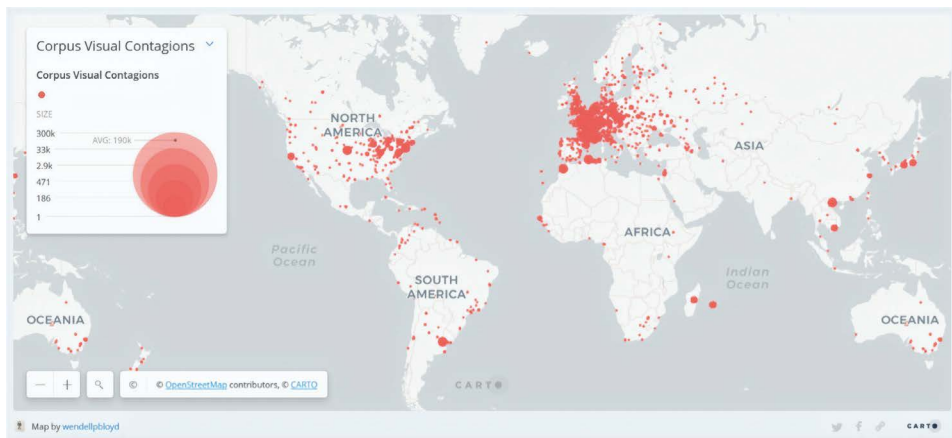 Corpus Visual Contagions
Corpus Visual Contagions
SIZE
300k
AVG: 190k
33k
2.9k
471
186
1
NORTH
AMERICA
ASIA
AFRICA
Pacific
Ocean
Indian
Ocean
SOUTH
AMERICA
OCEANIA
OCEANIA
− + © © OpenStreetMap contributors, © CARTO
CARTO
Map by wendellpbloyd
CARTO